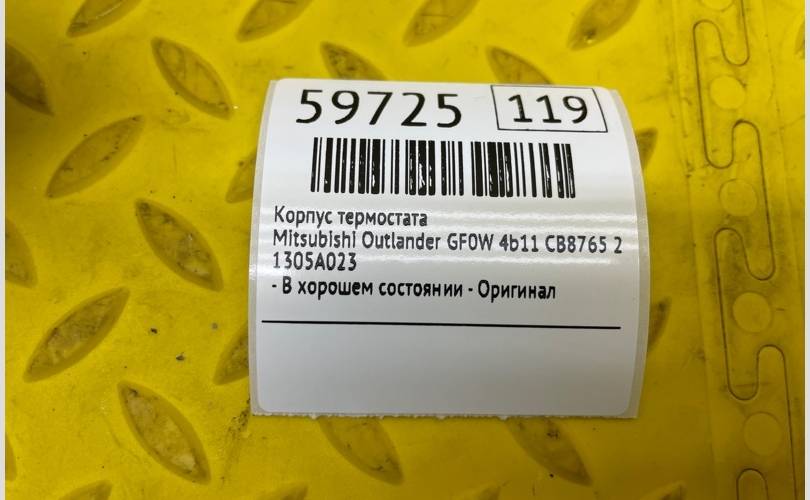 59725 119
Корпус термостата
Mitsubishi Outlander GF0W 4b11 CB8765 2
1305A023
- В хорошем состоянии - Оригинал